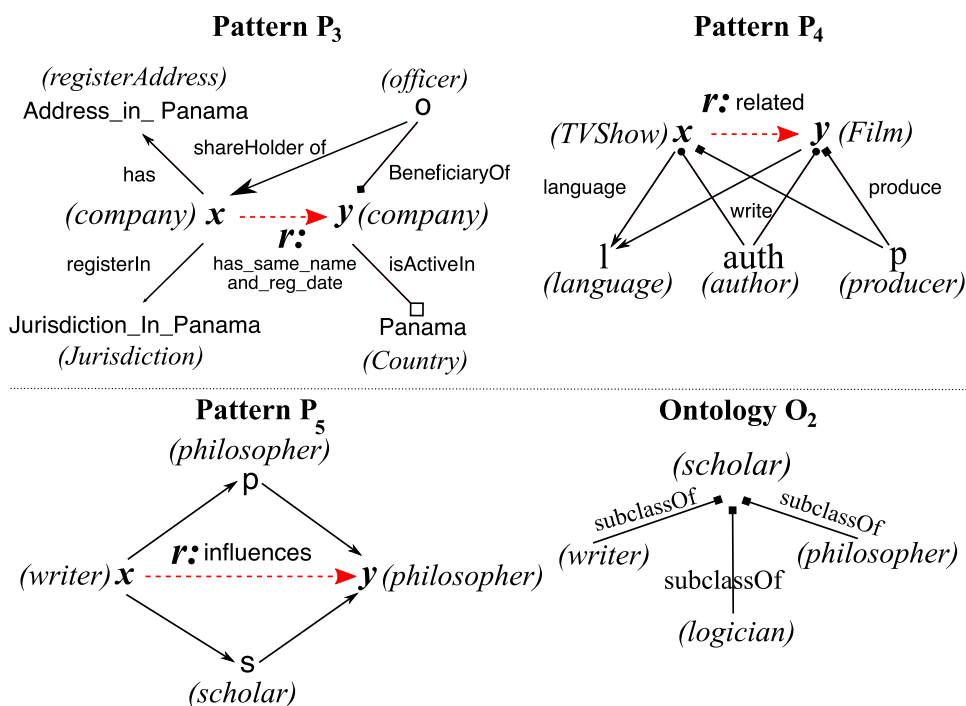 Pattern P3
(registerAddress)
Address_in_ Panama
(officer)
o
shareHolder of
has
BeneficiaryOf
(company) x
y (company)
r:
has_same_name
and_reg_date
registerIn
isActiveIn
Jurisdiction_In_Panama
(Jurisdiction)
Panama
(Country)
Pattern P4
r: related
(TVShow) x
y (Film)
language
write
produce
l
(language)
auth
(author)
p
(producer)
Pattern P5
(philosopher)
p
r: influences
(writer) x
y (philosopher)
s
(scholar)
Ontology O2
(scholar)
subclassOf
subclassOf
(writer)
(philosopher)
subclassOf
(logician)